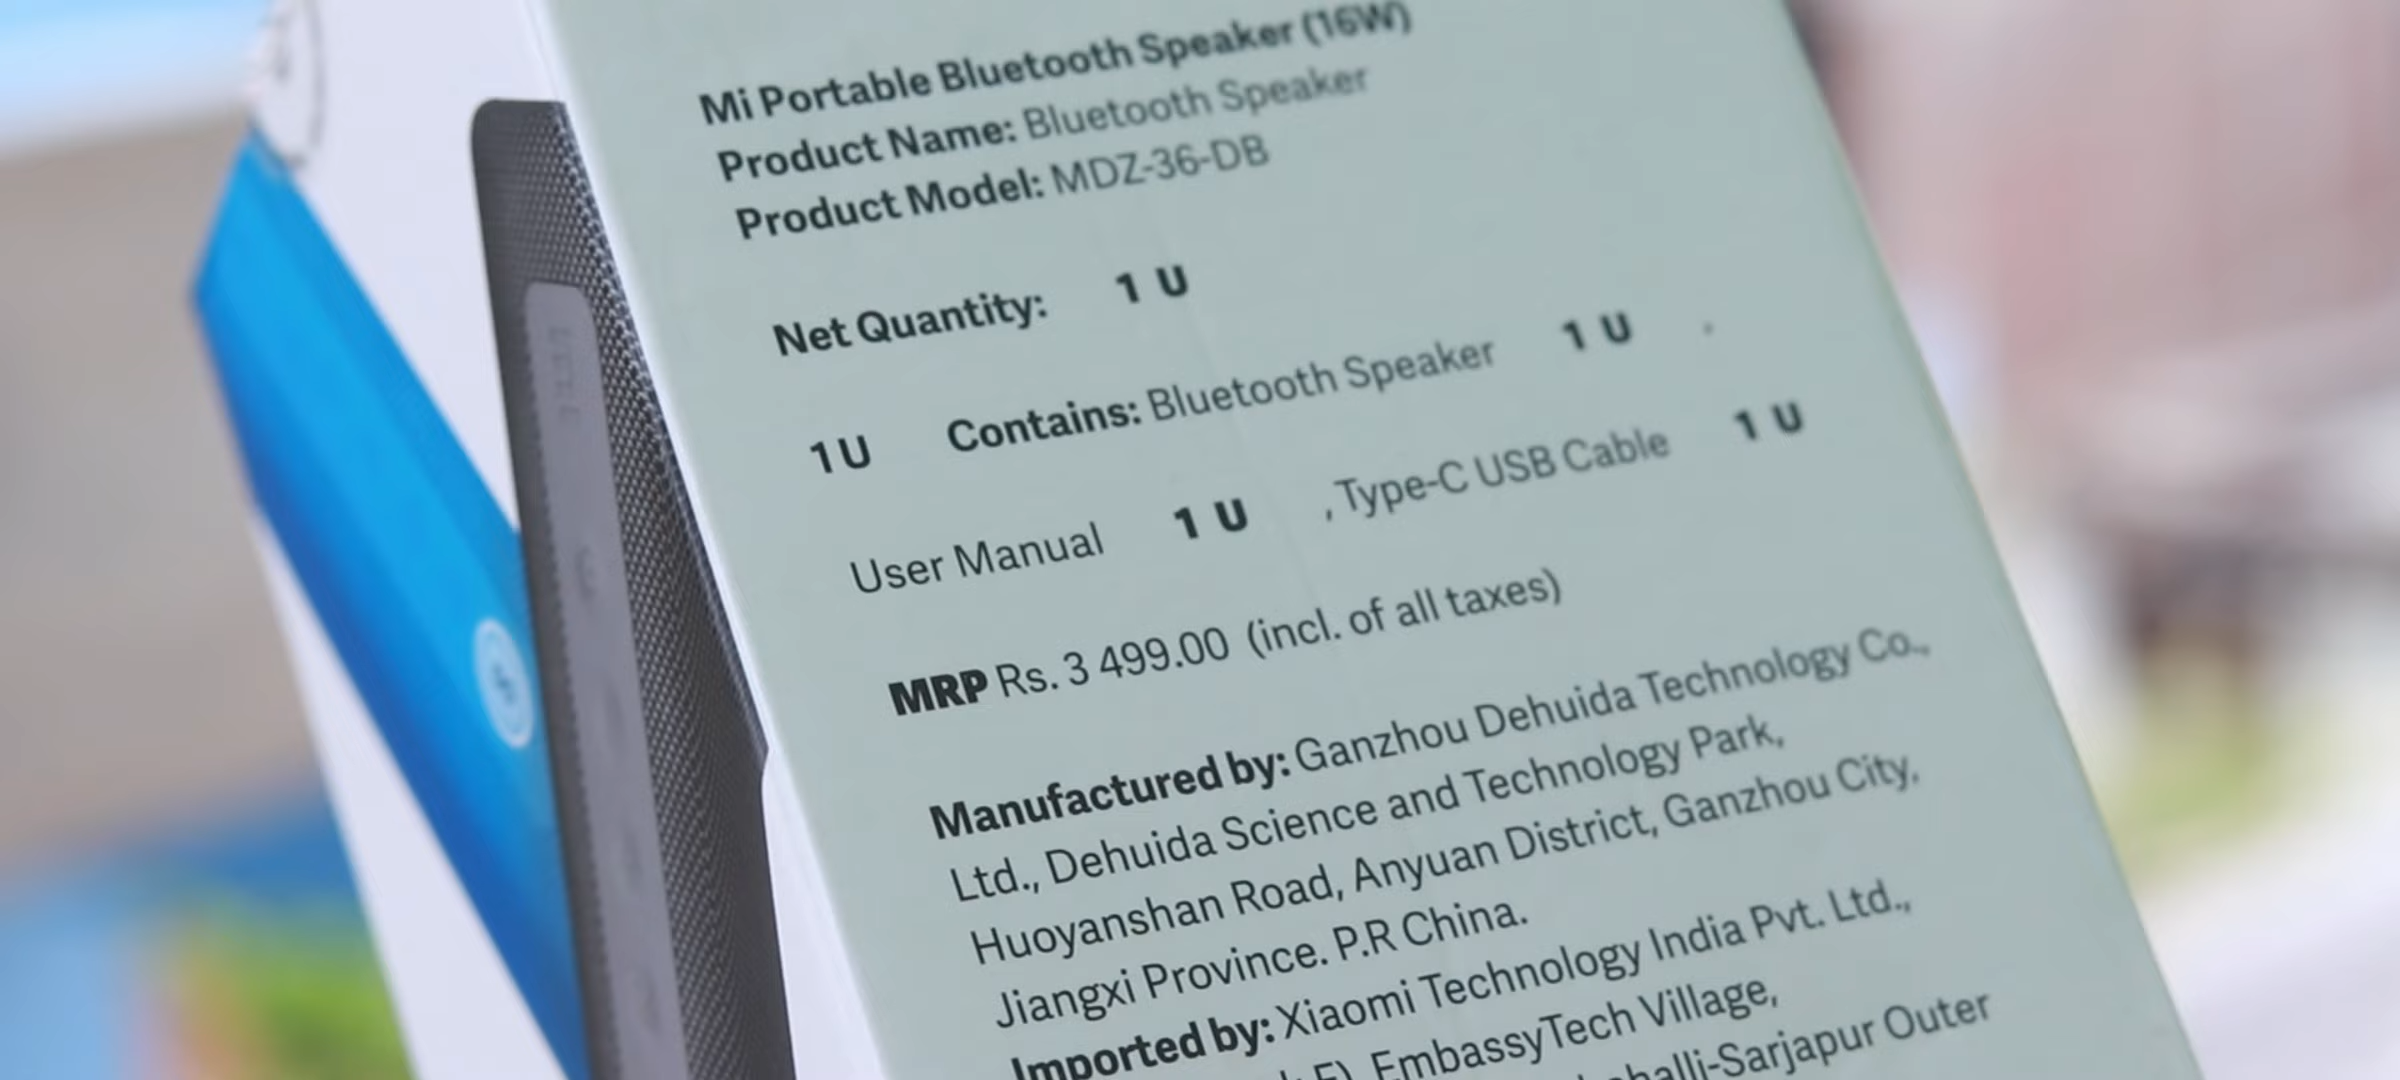 Mi Portable Bluetooth Speaker (16W)
Product Name: Bluetooth Speaker
Product Model: MDZ-36-DB
Net Quantity: 1 U
1 U Contains: Bluetooth Speaker 1 U ,
User Manual 1 U , Type-C USB Cable 1 U
MRP Rs. 3 499.00 (incl. of all taxes)
Manufactured by: Ganzhou Dehuida Technology Co.,
Ltd., Dehuida Science and Technology Park,
Huoyanshan Road, Anyuan District, Ganzhou City,
Jiangxi Province. P.R China.
Imported by: Xiaomi Technology India Pvt. Ltd.,
E), EmbassyTech Village,
-Sarjapur Outer